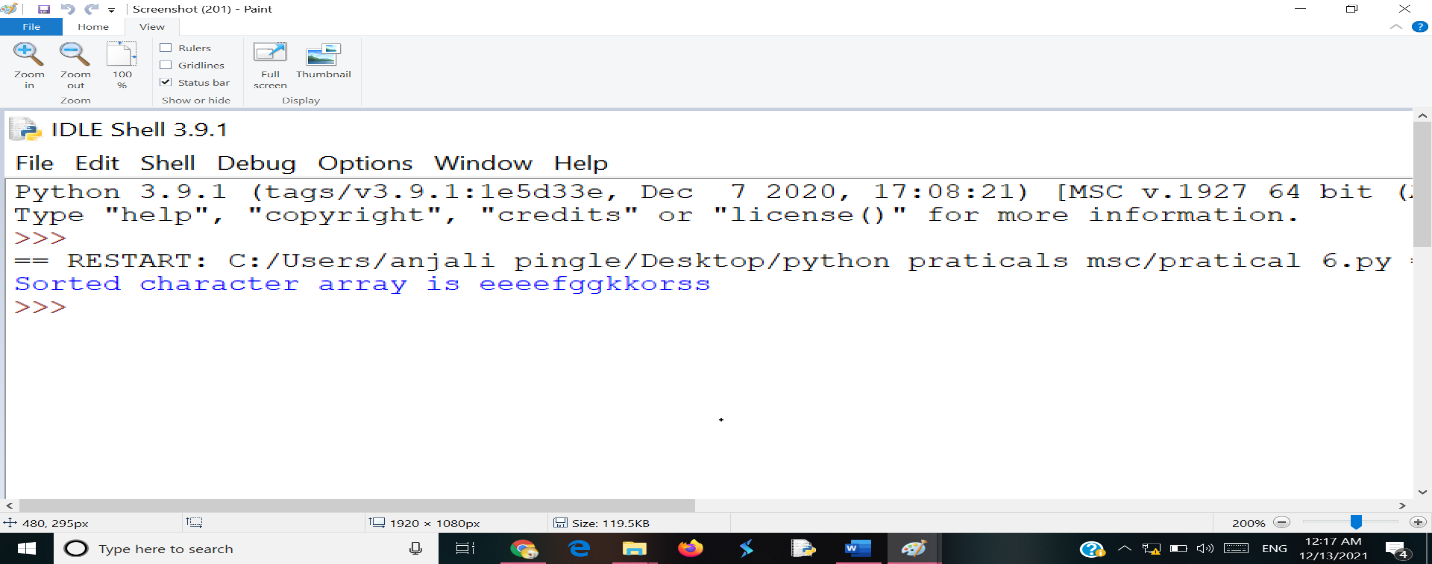 Screenshot (201) - Paint
File Home View
Zoom in
Zoom out
100 %
Zoom
Rulers
Gridlines
Status bar
Show or hide
Full screen
Thumbnail
Display
IDLE Shell 3.9.1
File Edit Shell Debug Options Window Help
Python 3.9.1 (tags/v3.9.1:1e5d33e, Dec  7 2020, 17:08:21) [MSC v.1927 64 bit (
Type "help", "copyright", "credits" or "license()" for more information.
>>>
== RESTART: C:/Users/anjali pingle/Desktop/python praticals msc/pratical 6.py =
Sorted character array is eeeefggkkorss
>>>
480, 295px
1920 × 1080px
Size: 119.5KB
200%
Type here to search
ENG
12:17 AM
12/13/2021
4